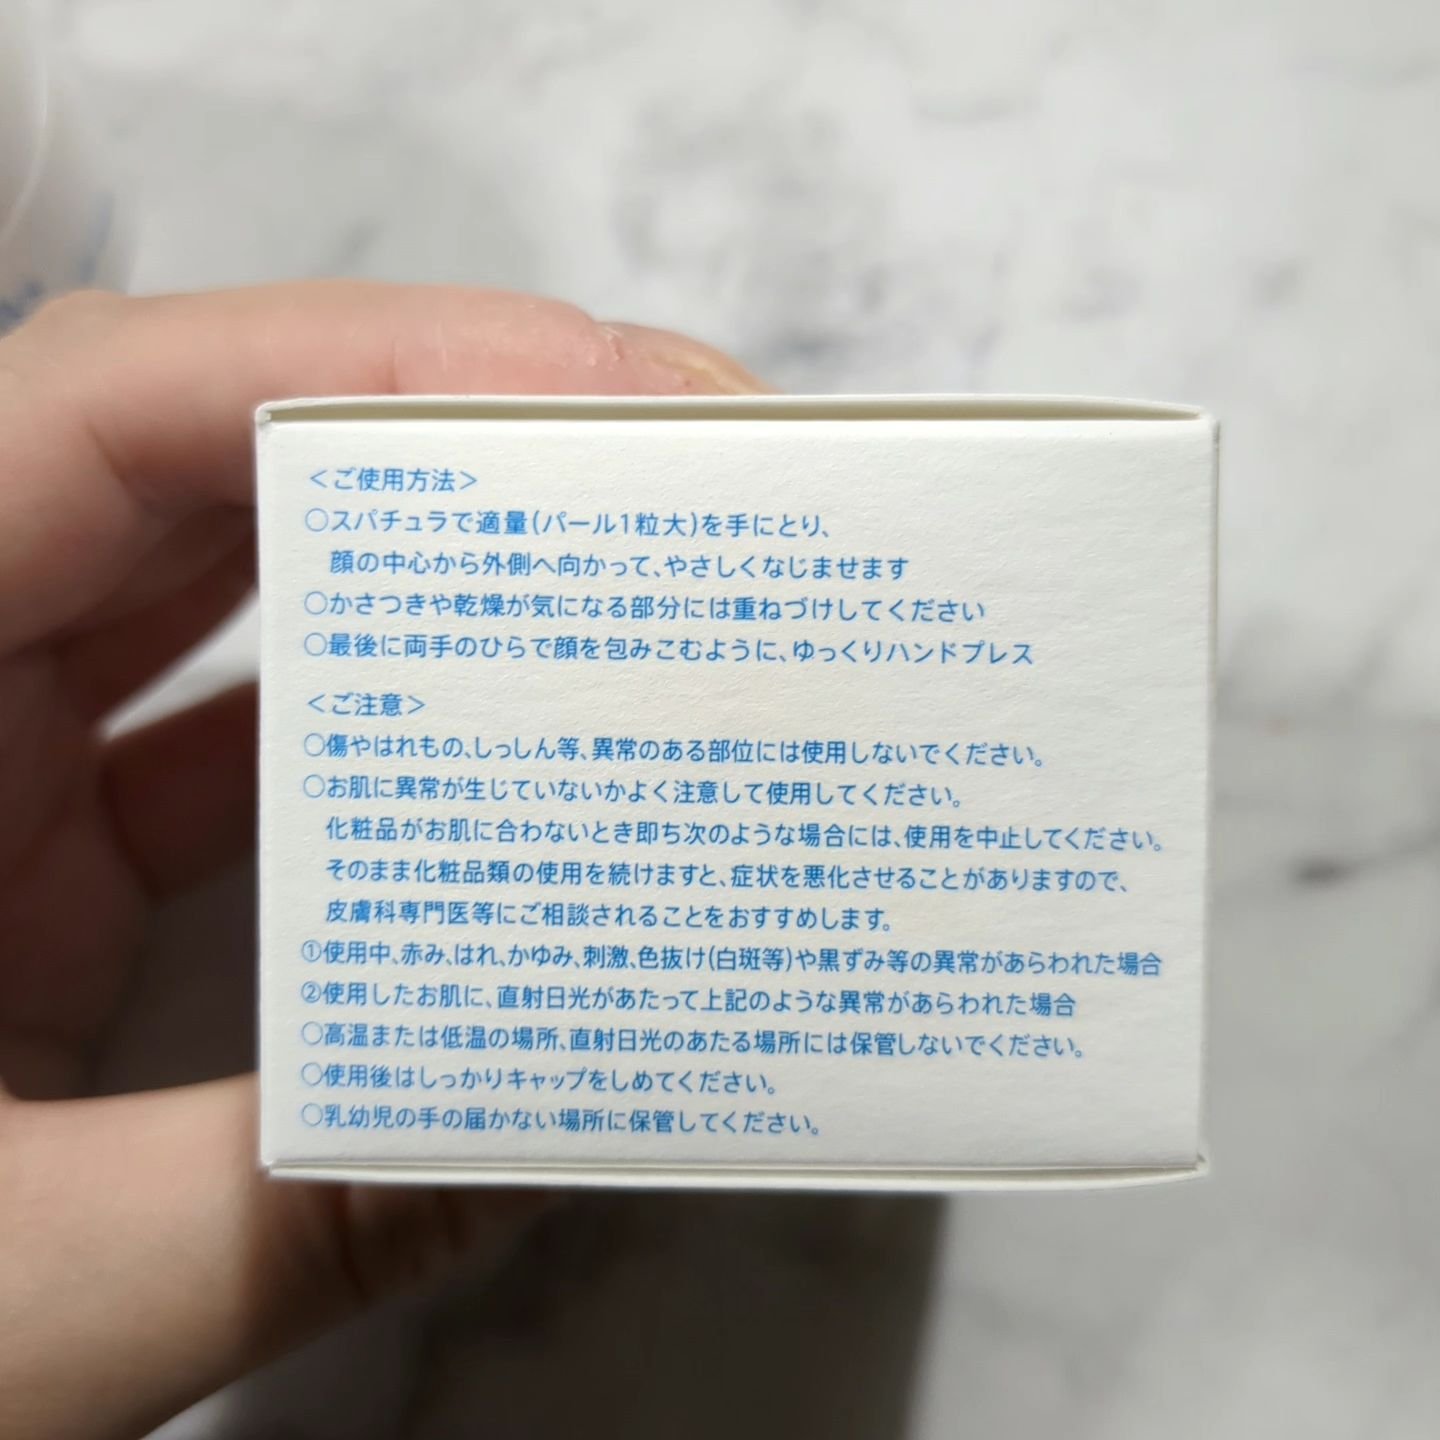 ＜ご使用方法＞
○スパチュラで適量(パール1粒大)を手にとり、
顔の中心から外側へ向かって、やさしくなじませます
○かさつきや乾燥が気になる部分には重ねづけしてください
○最後に両手のひらで顔を包みこむように、ゆっくりハンドプレス
＜ご注意＞
○傷やはれもの、しっしん等、異常のある部位には使用しないでください。
○お肌に異常が生じていないかよく注意して使用してください。
化粧品がお肌に合わないとき即ち次のような場合には、使用を中止してください。
そのまま化粧品類の使用を続けますと、症状を悪化させることがありますので、
皮膚科専門医等にご相談されることをおすすめします。
①使用中、赤み、はれ、かゆみ、刺激、色抜け(白斑等)や黒ずみ等の異常があらわれた場合
②使用したお肌に、直射日光があたって上記のような異常があらわれた場合
○高温または低温の場所、直射日光のあたる場所には保管しないでください。
○使用後はしっかりキャップをしめてください。
○乳幼児の手の届かない場所に保管してください。